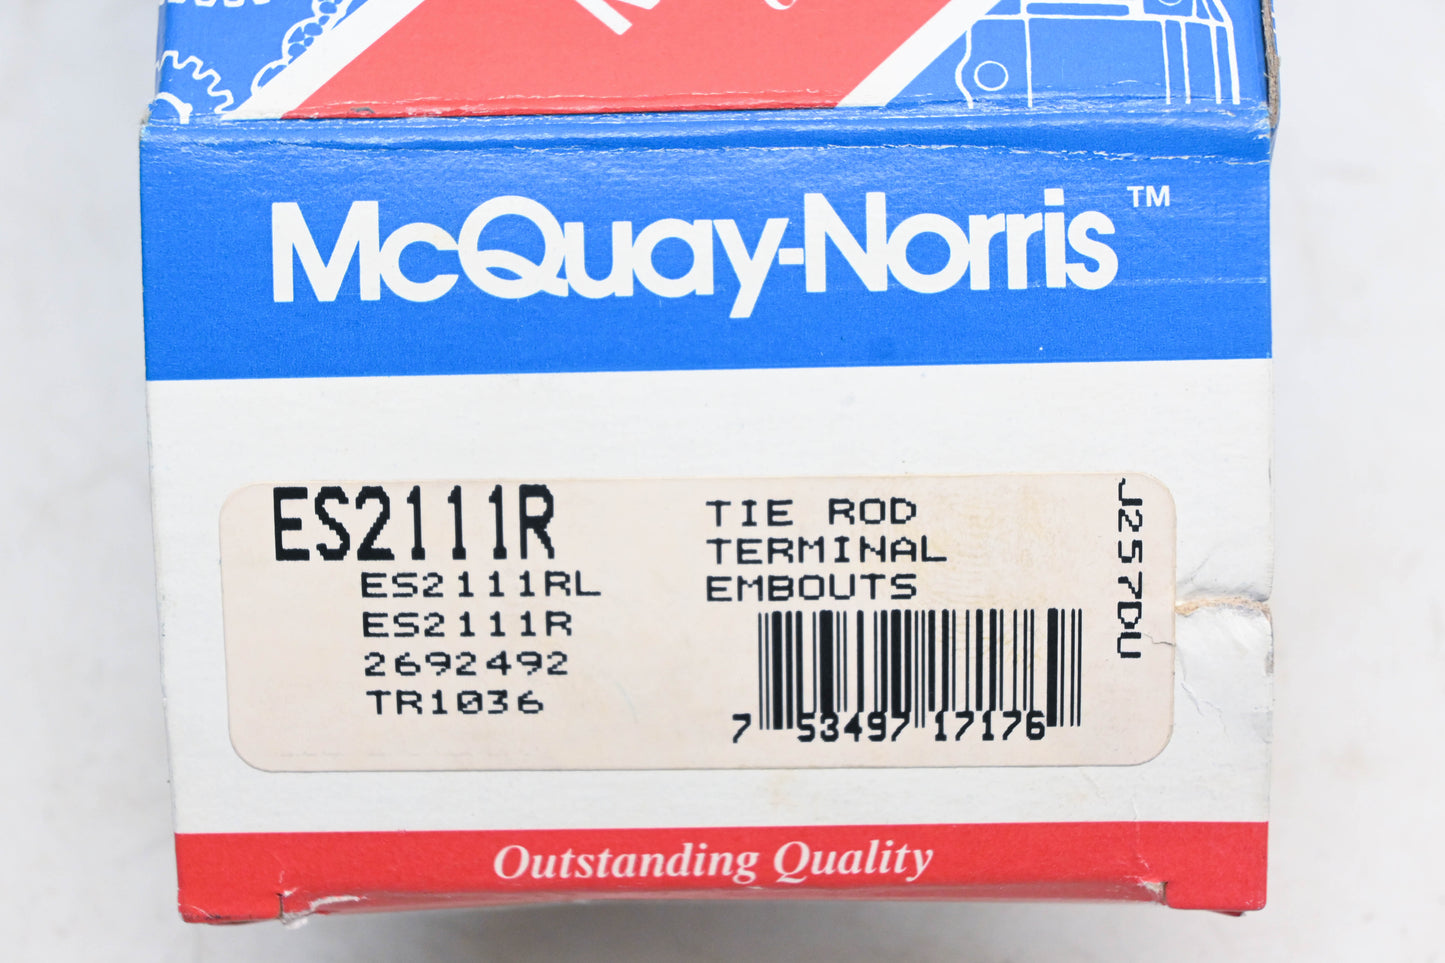 McQuay-Norris™
ES2111R
ES2111RL
ES2111R
2692492
TR1036
TIE ROD
TERMINAL
EMBOUTS
7 53497 17176
J257DU
Outstanding Quality